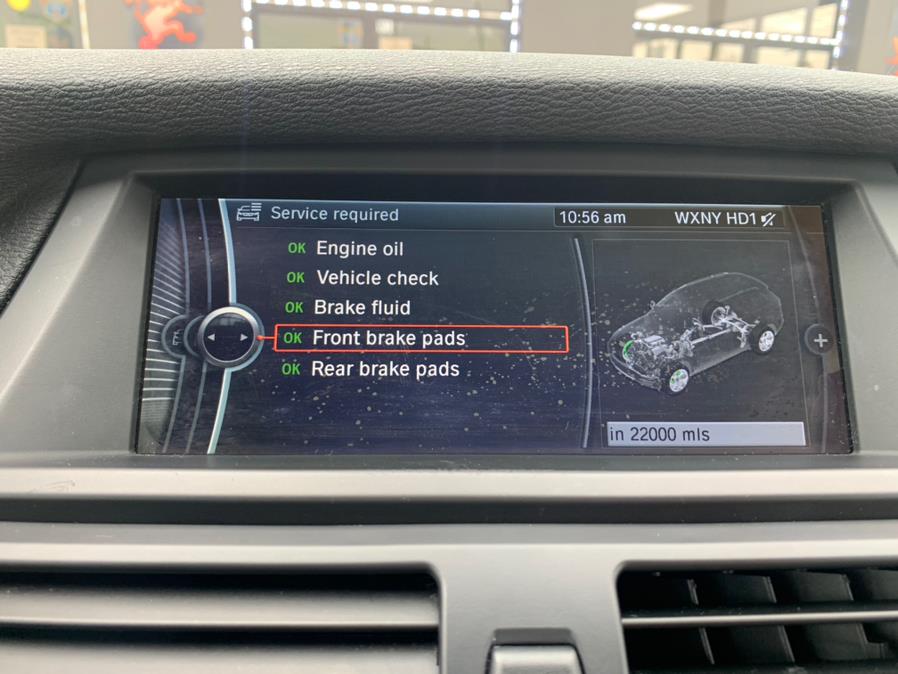 Service required
10:56 am
WXNY HD1
OK Engine oil
OK Vehicle check
OK Brake fluid
OK Front brake pads
OK Rear brake pads
in 22000 mls